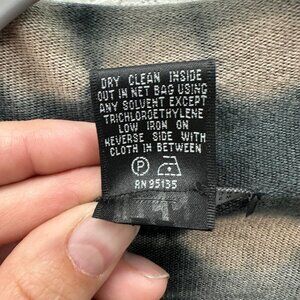 DRY CLEAN INSIDE
OUT IN NET BAG USING
ANY SOLVENT EXCEPT
TRICHLOROETHYLENE
LOW IRON ON
REVERSE SIDE WITH
CLOTH IN BETWEEN
P
RN 95135